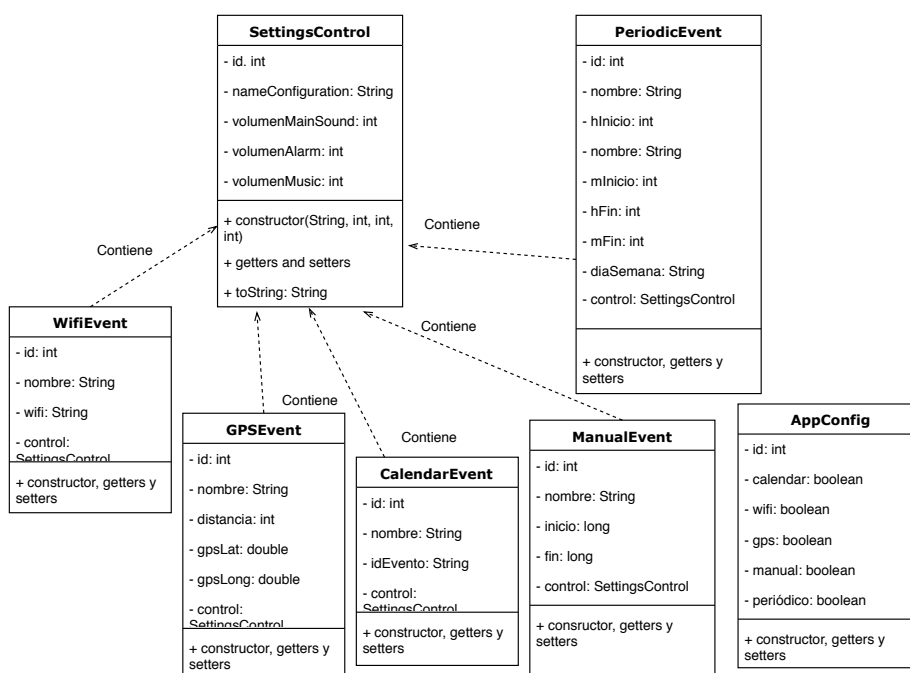 SettingsControl
- id. int
- nameConfiguration: String
- volumenMainSound: int
- volumenAlarm: int
- volumenMusic: int
+ constructor(String, int, int,
int)
+ getters and setters
+ toString: String
PeriodicEvent
- id: int
- nombre: String
- hInicio: int
- nombre: String
- mInicio: int
- hFin: int
- mFin: int
- diaSemana: String
- control: SettingsControl
+ constructor, getters y
setters
Contiene
Contiene
Contiene
Contiene
Contiene
WifiEvent
- id: int
- nombre: String
- wifi: String
- control:
SettingsControl
+ constructor, getters y
setters
GPSEvent
- id: int
- nombre: String
- distancia: int
- gpsLat: double
- gpsLong: double
- control:
SettingsControl
+ constructor, getters y
setters
CalendarEvent
- id: int
- nombre: String
- idEvento: String
- control:
SettingsControl
+ constructor, getters y
setters
ManualEvent
- id: int
- nombre: String
- inicio: long
- fin: long
- control: SettingsControl
+ consructor, getters y
setters
AppConfig
- id: int
- calendar: boolean
- wifi: boolean
- gps: boolean
- manual: boolean
- periódico: boolean
+ constructor, getters y
setters